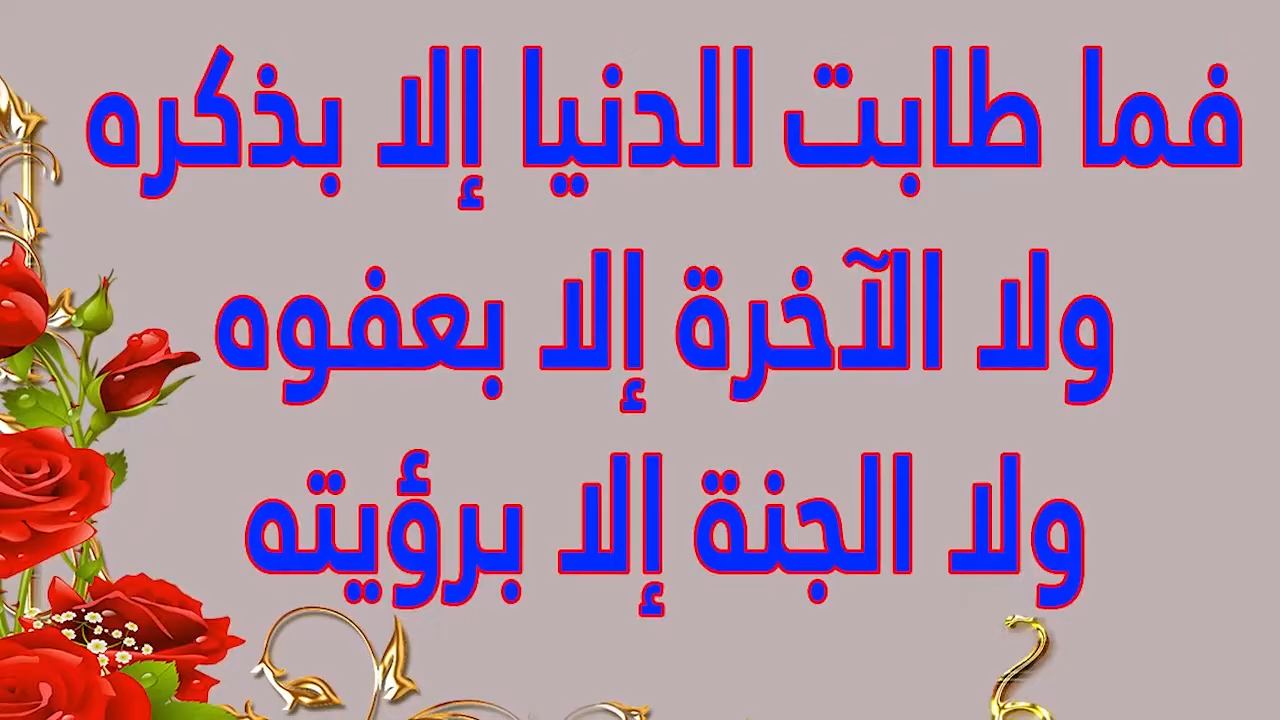 فما طابت الدنيا إلا بذكره
ولا الآخرة إلا بعفوه
ولا الجنة إلا برؤيته